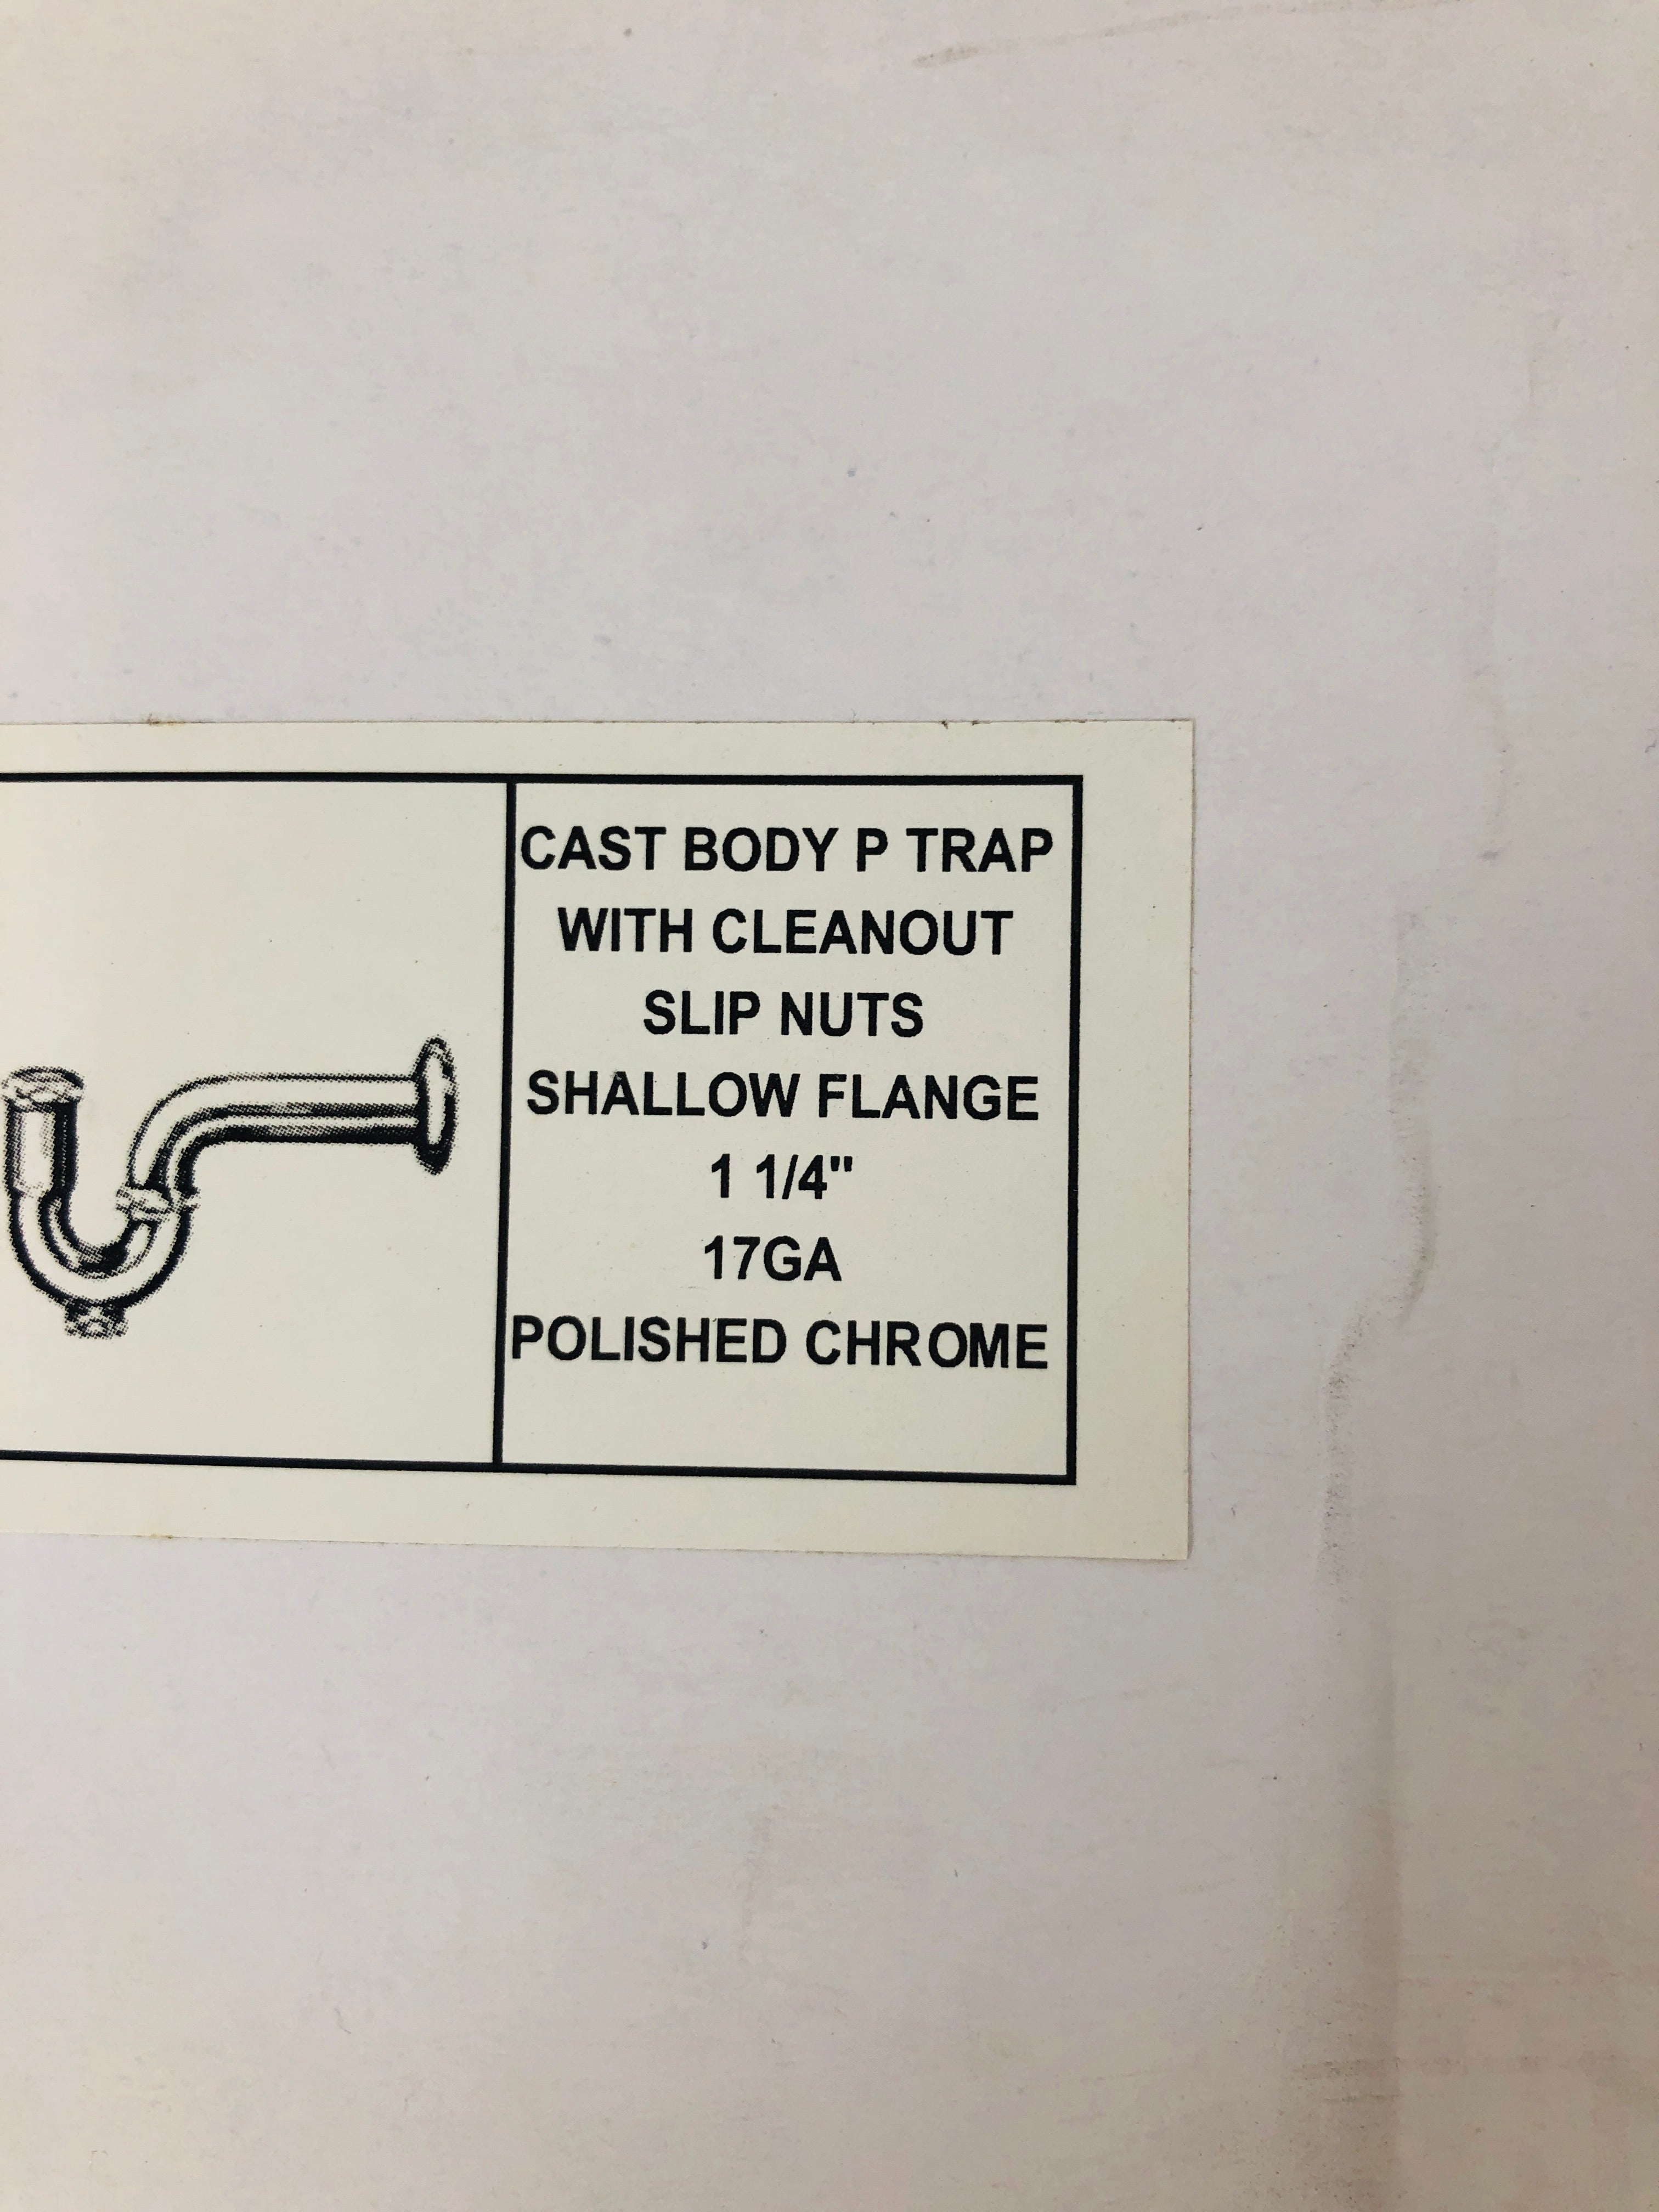 CAST BODY P TRAP
WITH CLEANOUT
SLIP NUTS
SHALLOW FLANGE
1 1/4"
17GA
POLISHED CHROME